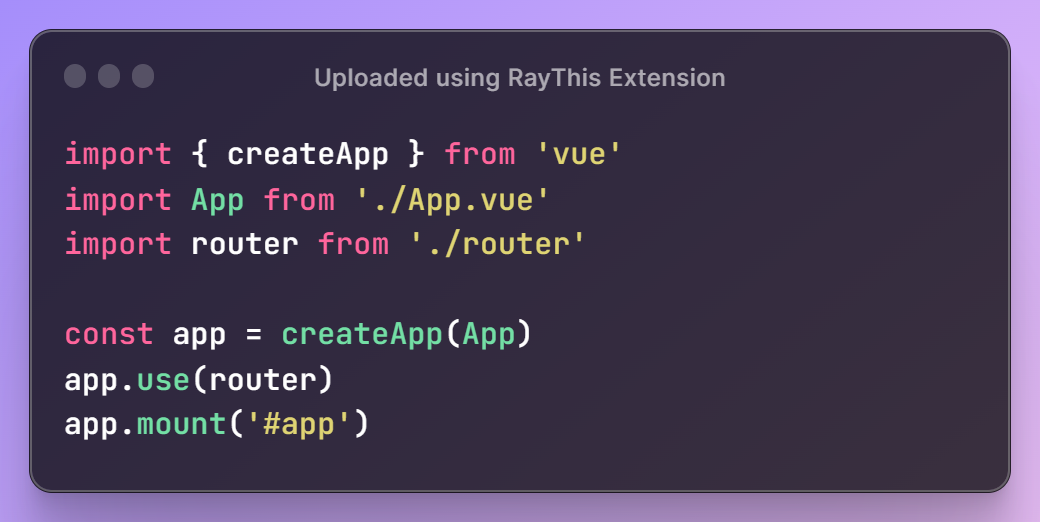 Uploaded using RayThis Extension
import { createApp } from 'vue'
import App from './App.vue'
import router from './router'

const app = createApp(App)
app.use(router)
app.mount('#app')